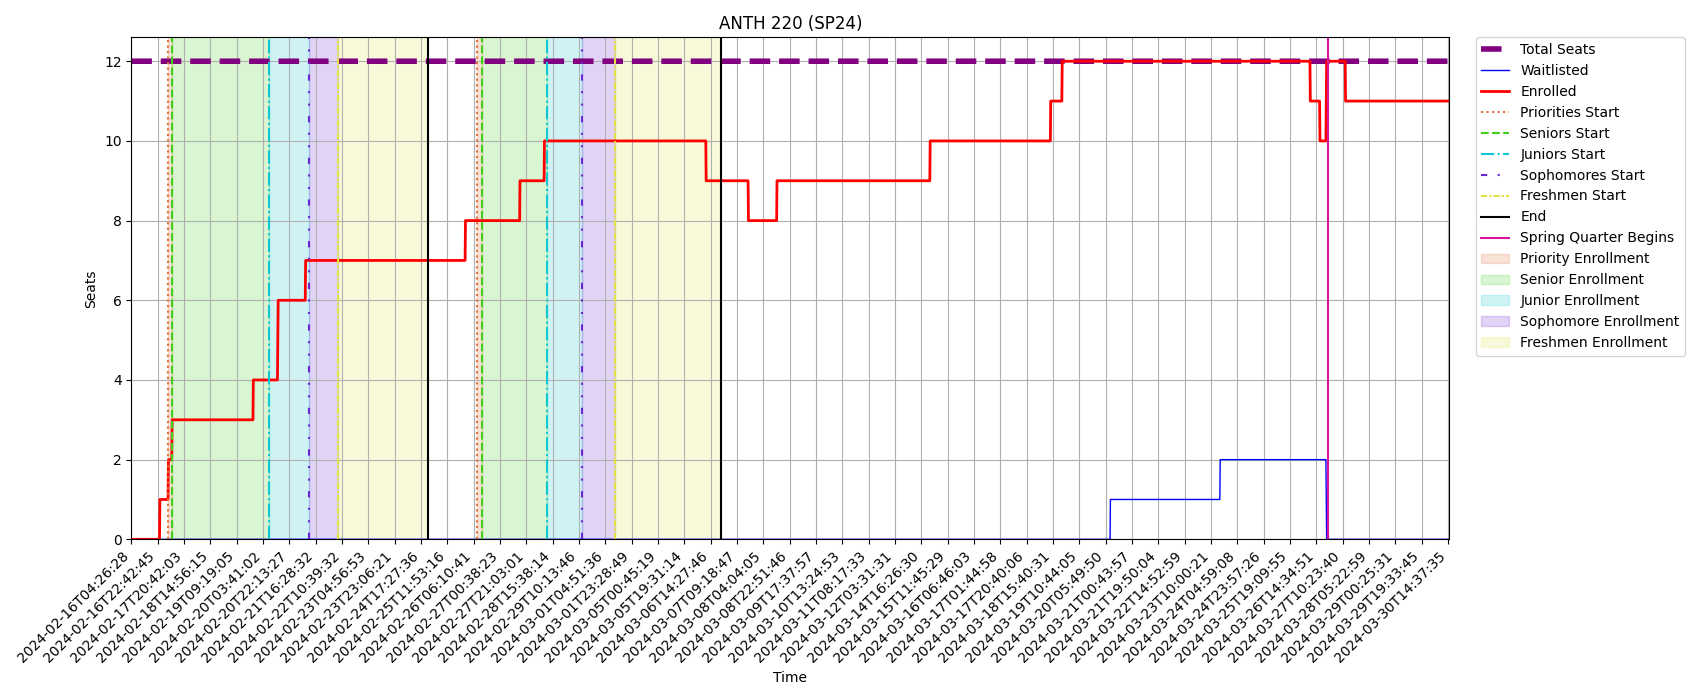 ANTH 220 (SP24)
Seats
12
10
8
6
4
2
0
2024-02-16T04:26:28
2024-02-16T22:42:45
2024-02-17T20:42:03
2024-02-18T14:56:15
2024-02-19T09:19:05
2024-02-20T03:41:02
2024-02-20T22:13:27
2024-02-21T16:28:32
2024-02-22T10:39:32
2024-02-23T04:56:53
2024-02-23T23:06:21
2024-02-24T17:27:36
2024-02-25T11:53:16
2024-02-26T06:10:41
2024-02-27T00:38:23
2024-02-27T21:03:01
2024-02-28T15:38:14
2024-02-29T10:13:46
2024-03-01T04:51:36
2024-03-01T23:28:49
2024-03-05T00:45:19
2024-03-05T19:31:14
2024-03-06T14:27:46
2024-03-07T09:18:47
2024-03-08T04:04:05
2024-03-08T22:51:46
2024-03-09T17:37:57
2024-03-10T13:24:53
2024-03-11T08:17:33
2024-03-12T03:31:31
2024-03-14T16:26:30
2024-03-15T11:45:29
2024-03-16T06:46:03
2024-03-17T01:44:58
2024-03-17T20:40:06
2024-03-18T15:40:31
2024-03-19T10:44:05
2024-03-20T05:49:50
2024-03-21T00:43:57
2024-03-21T19:50:04
2024-03-22T14:52:59
2024-03-23T10:00:21
2024-03-24T04:59:08
2024-03-24T23:57:26
2024-03-25T19:09:55
2024-03-26T14:34:51
2024-03-27T10:23:40
2024-03-28T05:22:59
2024-03-29T00:25:31
2024-03-29T19:33:45
2024-03-30T14:37:35
Time
Total Seats
Waitlisted
Enrolled
Priorities Start
Seniors Start
Juniors Start
Sophomores Start
Freshmen Start
End
Spring Quarter Begins
Priority Enrollment
Senior Enrollment
Junior Enrollment
Sophomore Enrollment
Freshmen Enrollment